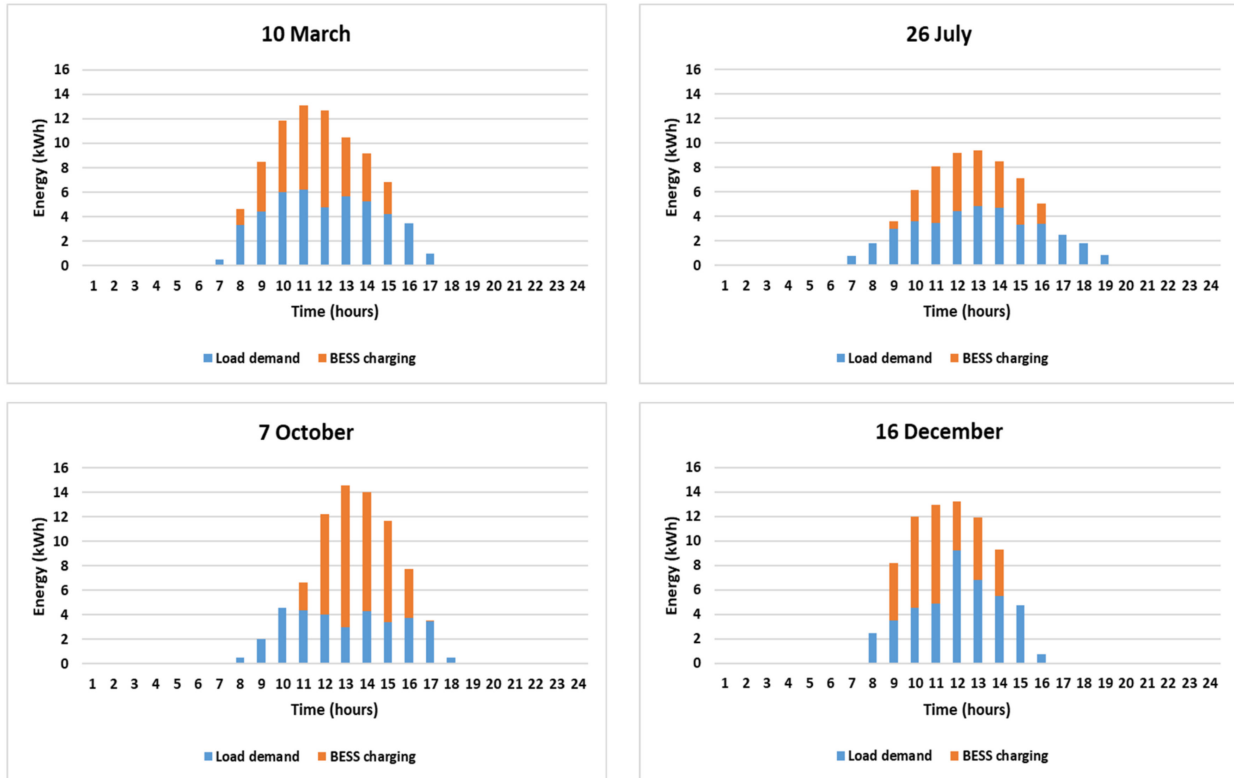 10 March
16
14
12
10
8
6
4
2
0
Energy (kWh)
1 2 3 4 5 6 7 8 9 10 11 12 13 14 15 16 17 18 19 20 21 22 23 24
Time (hours)
Load demand BESS charging
26 July
16
14
12
10
8
6
4
2
0
Energy (kWh)
1 2 3 4 5 6 7 8 9 10 11 12 13 14 15 16 17 18 19 20 21 22 23 24
Time (hours)
Load demand BESS charging
7 October
16
14
12
10
8
6
4
2
0
Energy (kWh)
1 2 3 4 5 6 7 8 9 10 11 12 13 14 15 16 17 18 19 20 21 22 23 24
Time (hours)
Load demand BESS charging
16 December
16
14
12
10
8
6
4
2
0
Energy (kWh)
1 2 3 4 5 6 7 8 9 10 11 12 13 14 15 16 17 18 19 20 21 22 23 24
Time (hours)
Load demand BESS charging